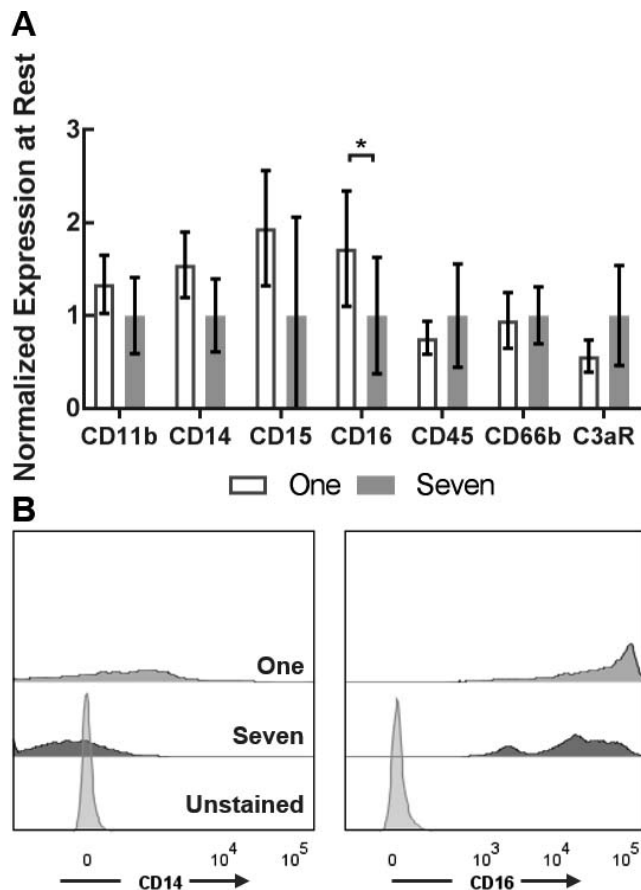 A
Normalized Expression at Rest
3
2
1
0
*
CD11b CD14 CD15 CD16 CD45 CD66b C3aR
One Seven
B
One
Seven
Unstained
0 10^4 10^5
CD14
0 10^3 10^4 10^5
CD16